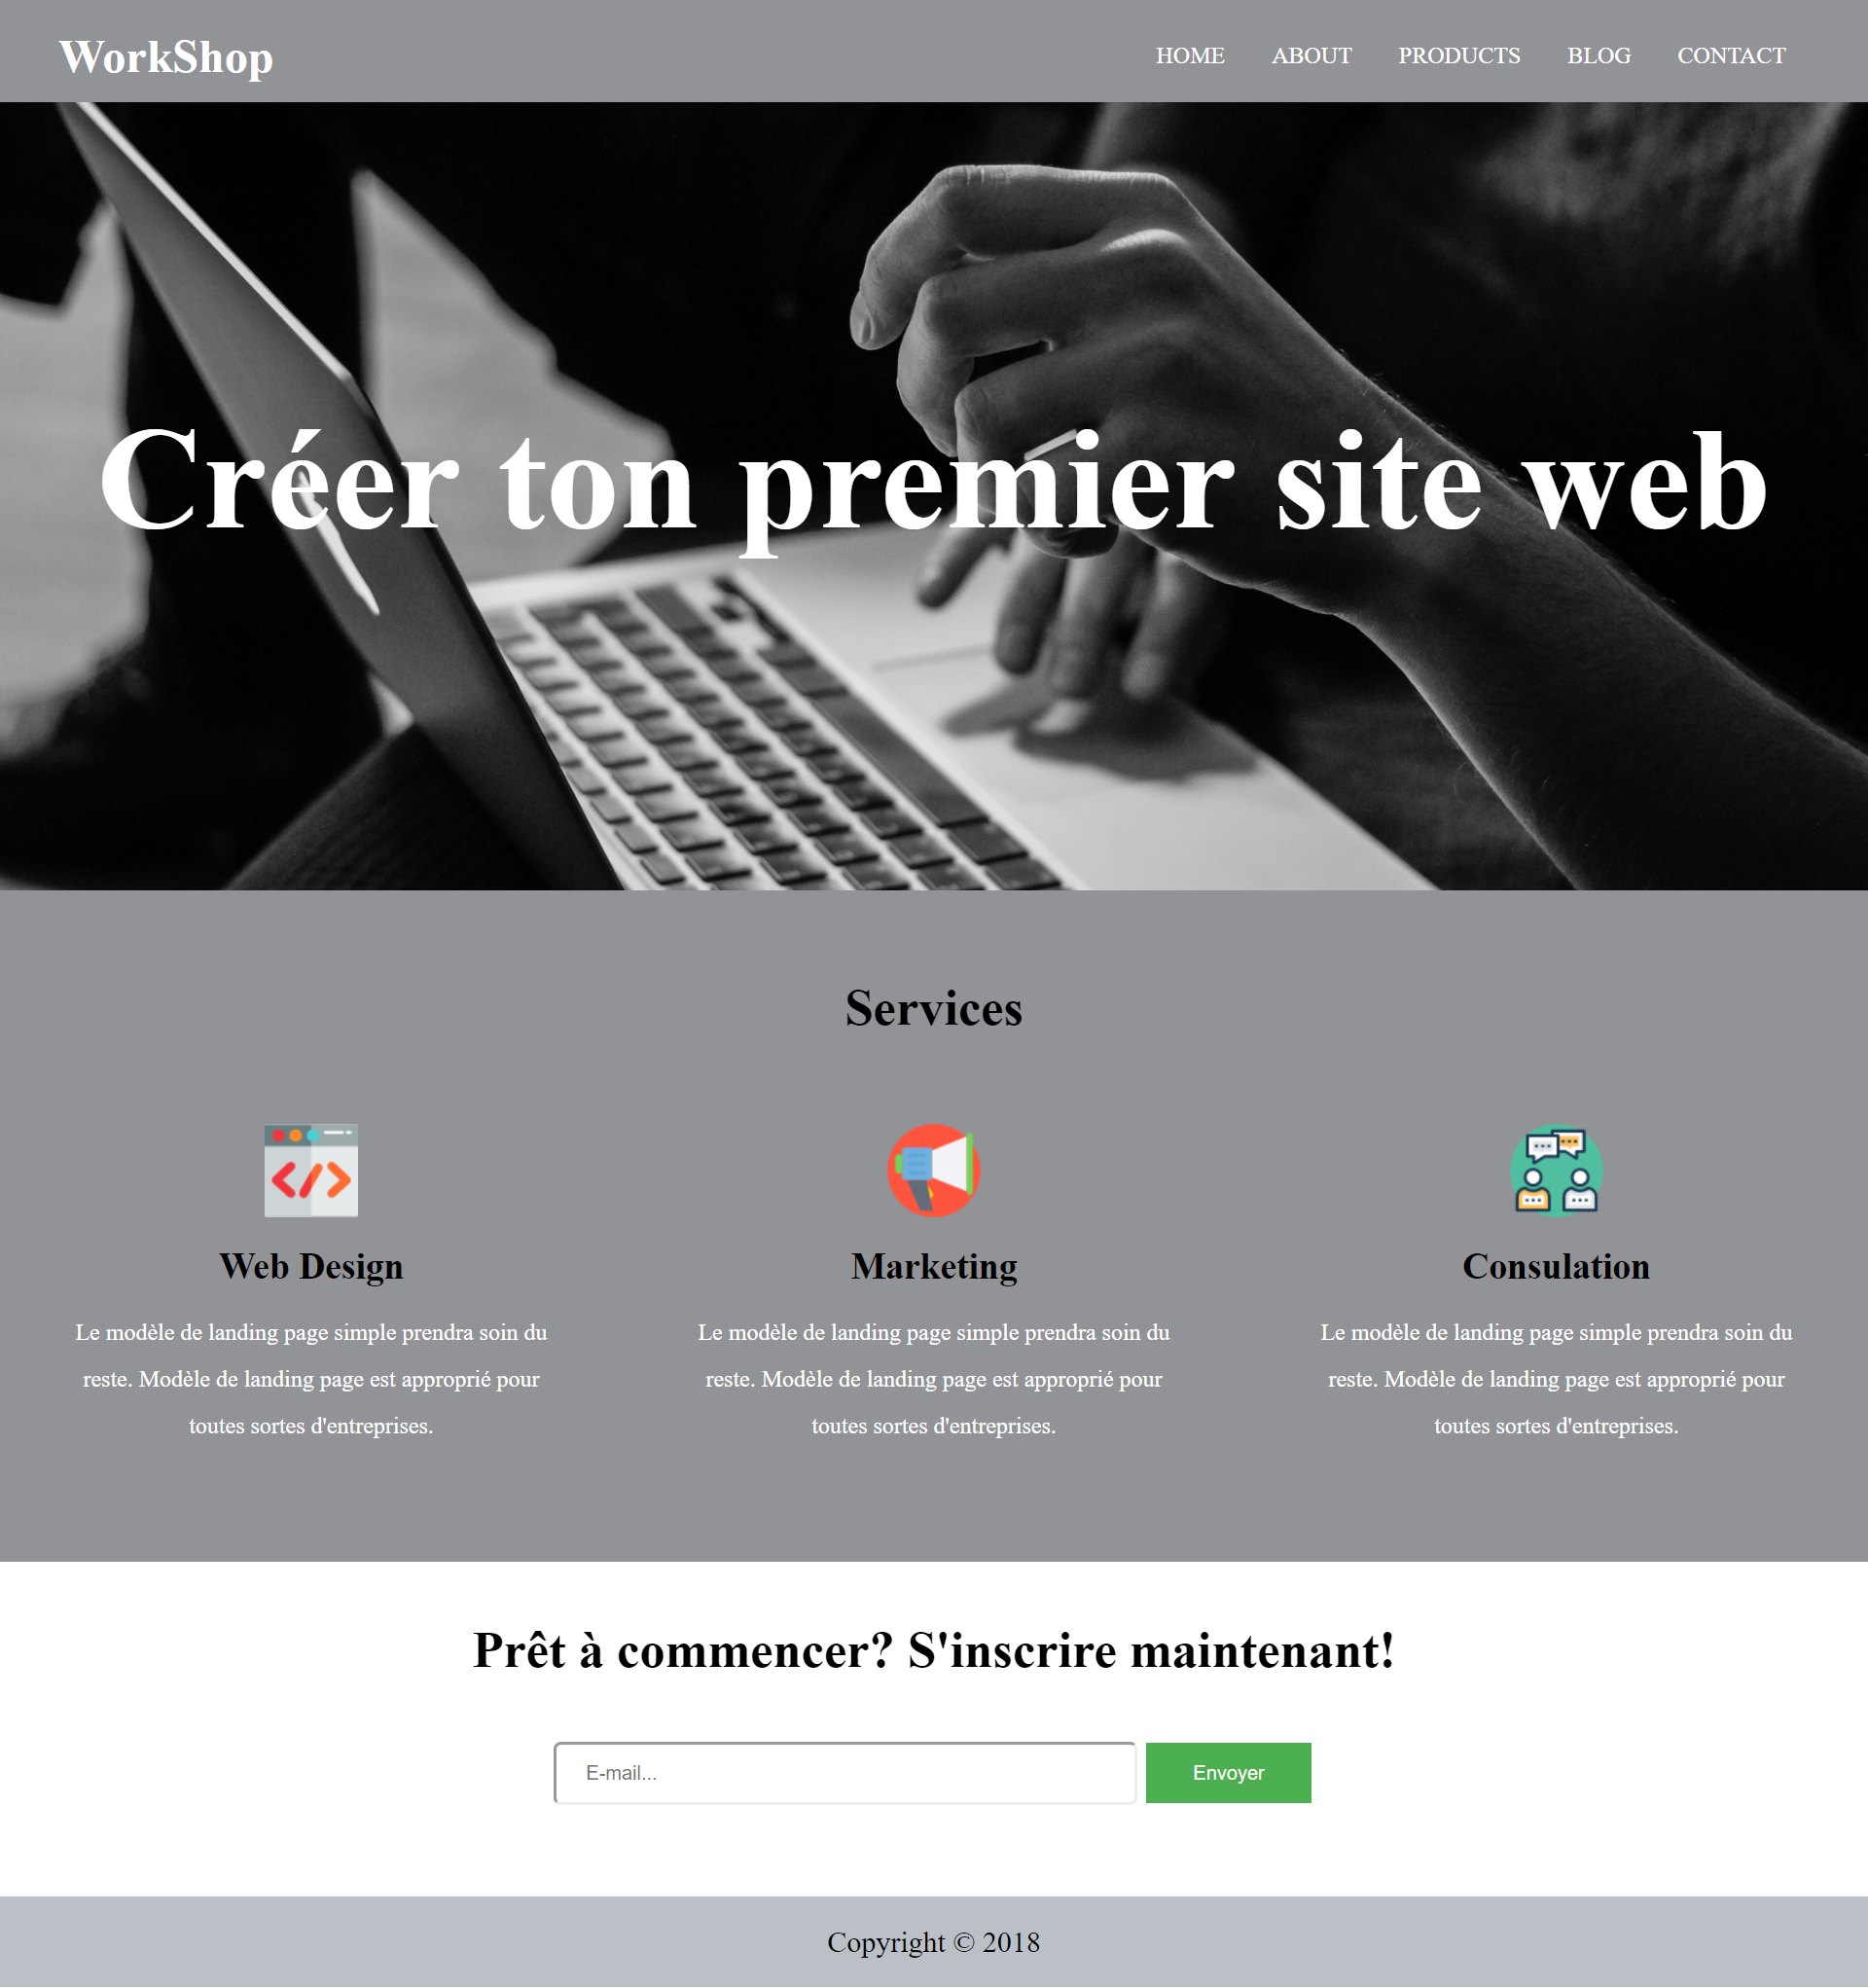 WorkShop
HOME ABOUT PRODUCTS BLOG CONTACT
Créer ton premier site web
Services
Web Design
Le modèle de landing page simple prendra soin du
reste. Modèle de landing page est approprié pour
toutes sortes d'entreprises.
Marketing
Le modèle de landing page simple prendra soin du
reste. Modèle de landing page est approprié pour
toutes sortes d'entreprises.
Consulation
Le modèle de landing page simple prendra soin du
reste. Modèle de landing page est approprié pour
toutes sortes d'entreprises.
Prêt à commencer? S'inscrire maintenant!
E-mail...
Envoyer
Copyright © 2018